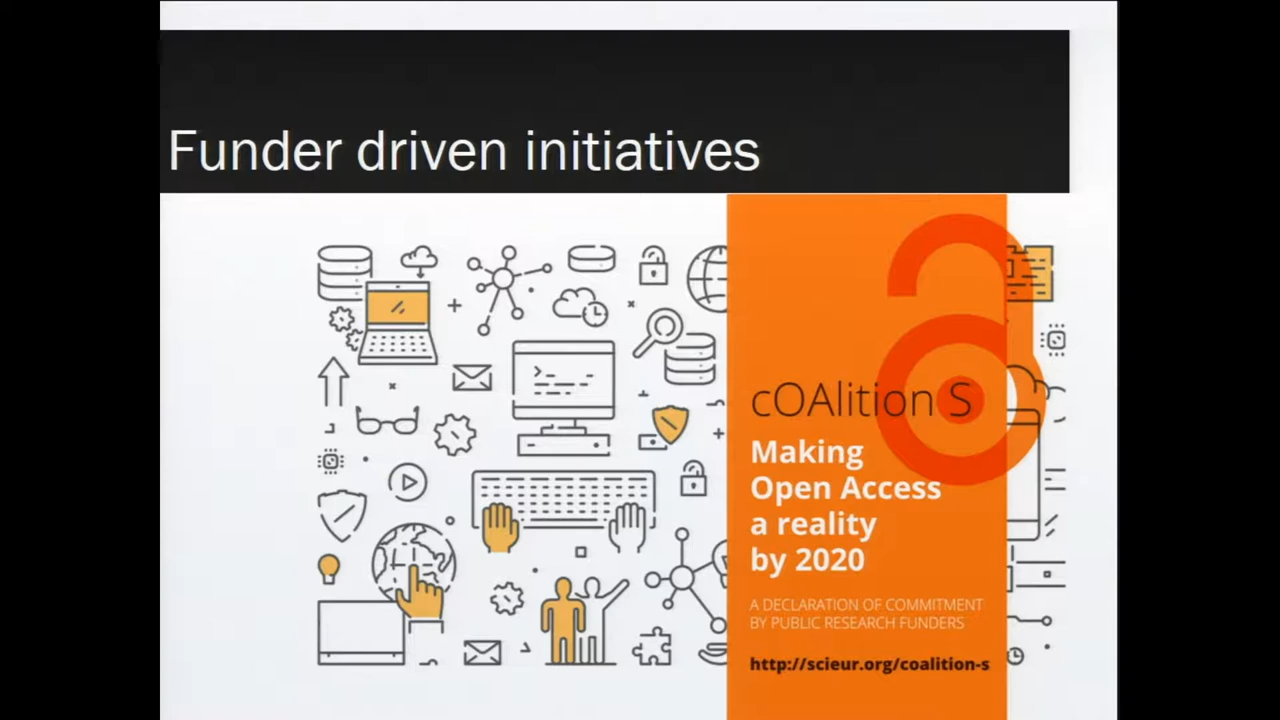 Funder driven initiatives
cOAlition S
Making
Open Access
a reality
by 2020
A DECLARATION OF COMMITMENT
BY PUBLIC RESEARCH FUNDERS
http://scieur.org/coalition-s